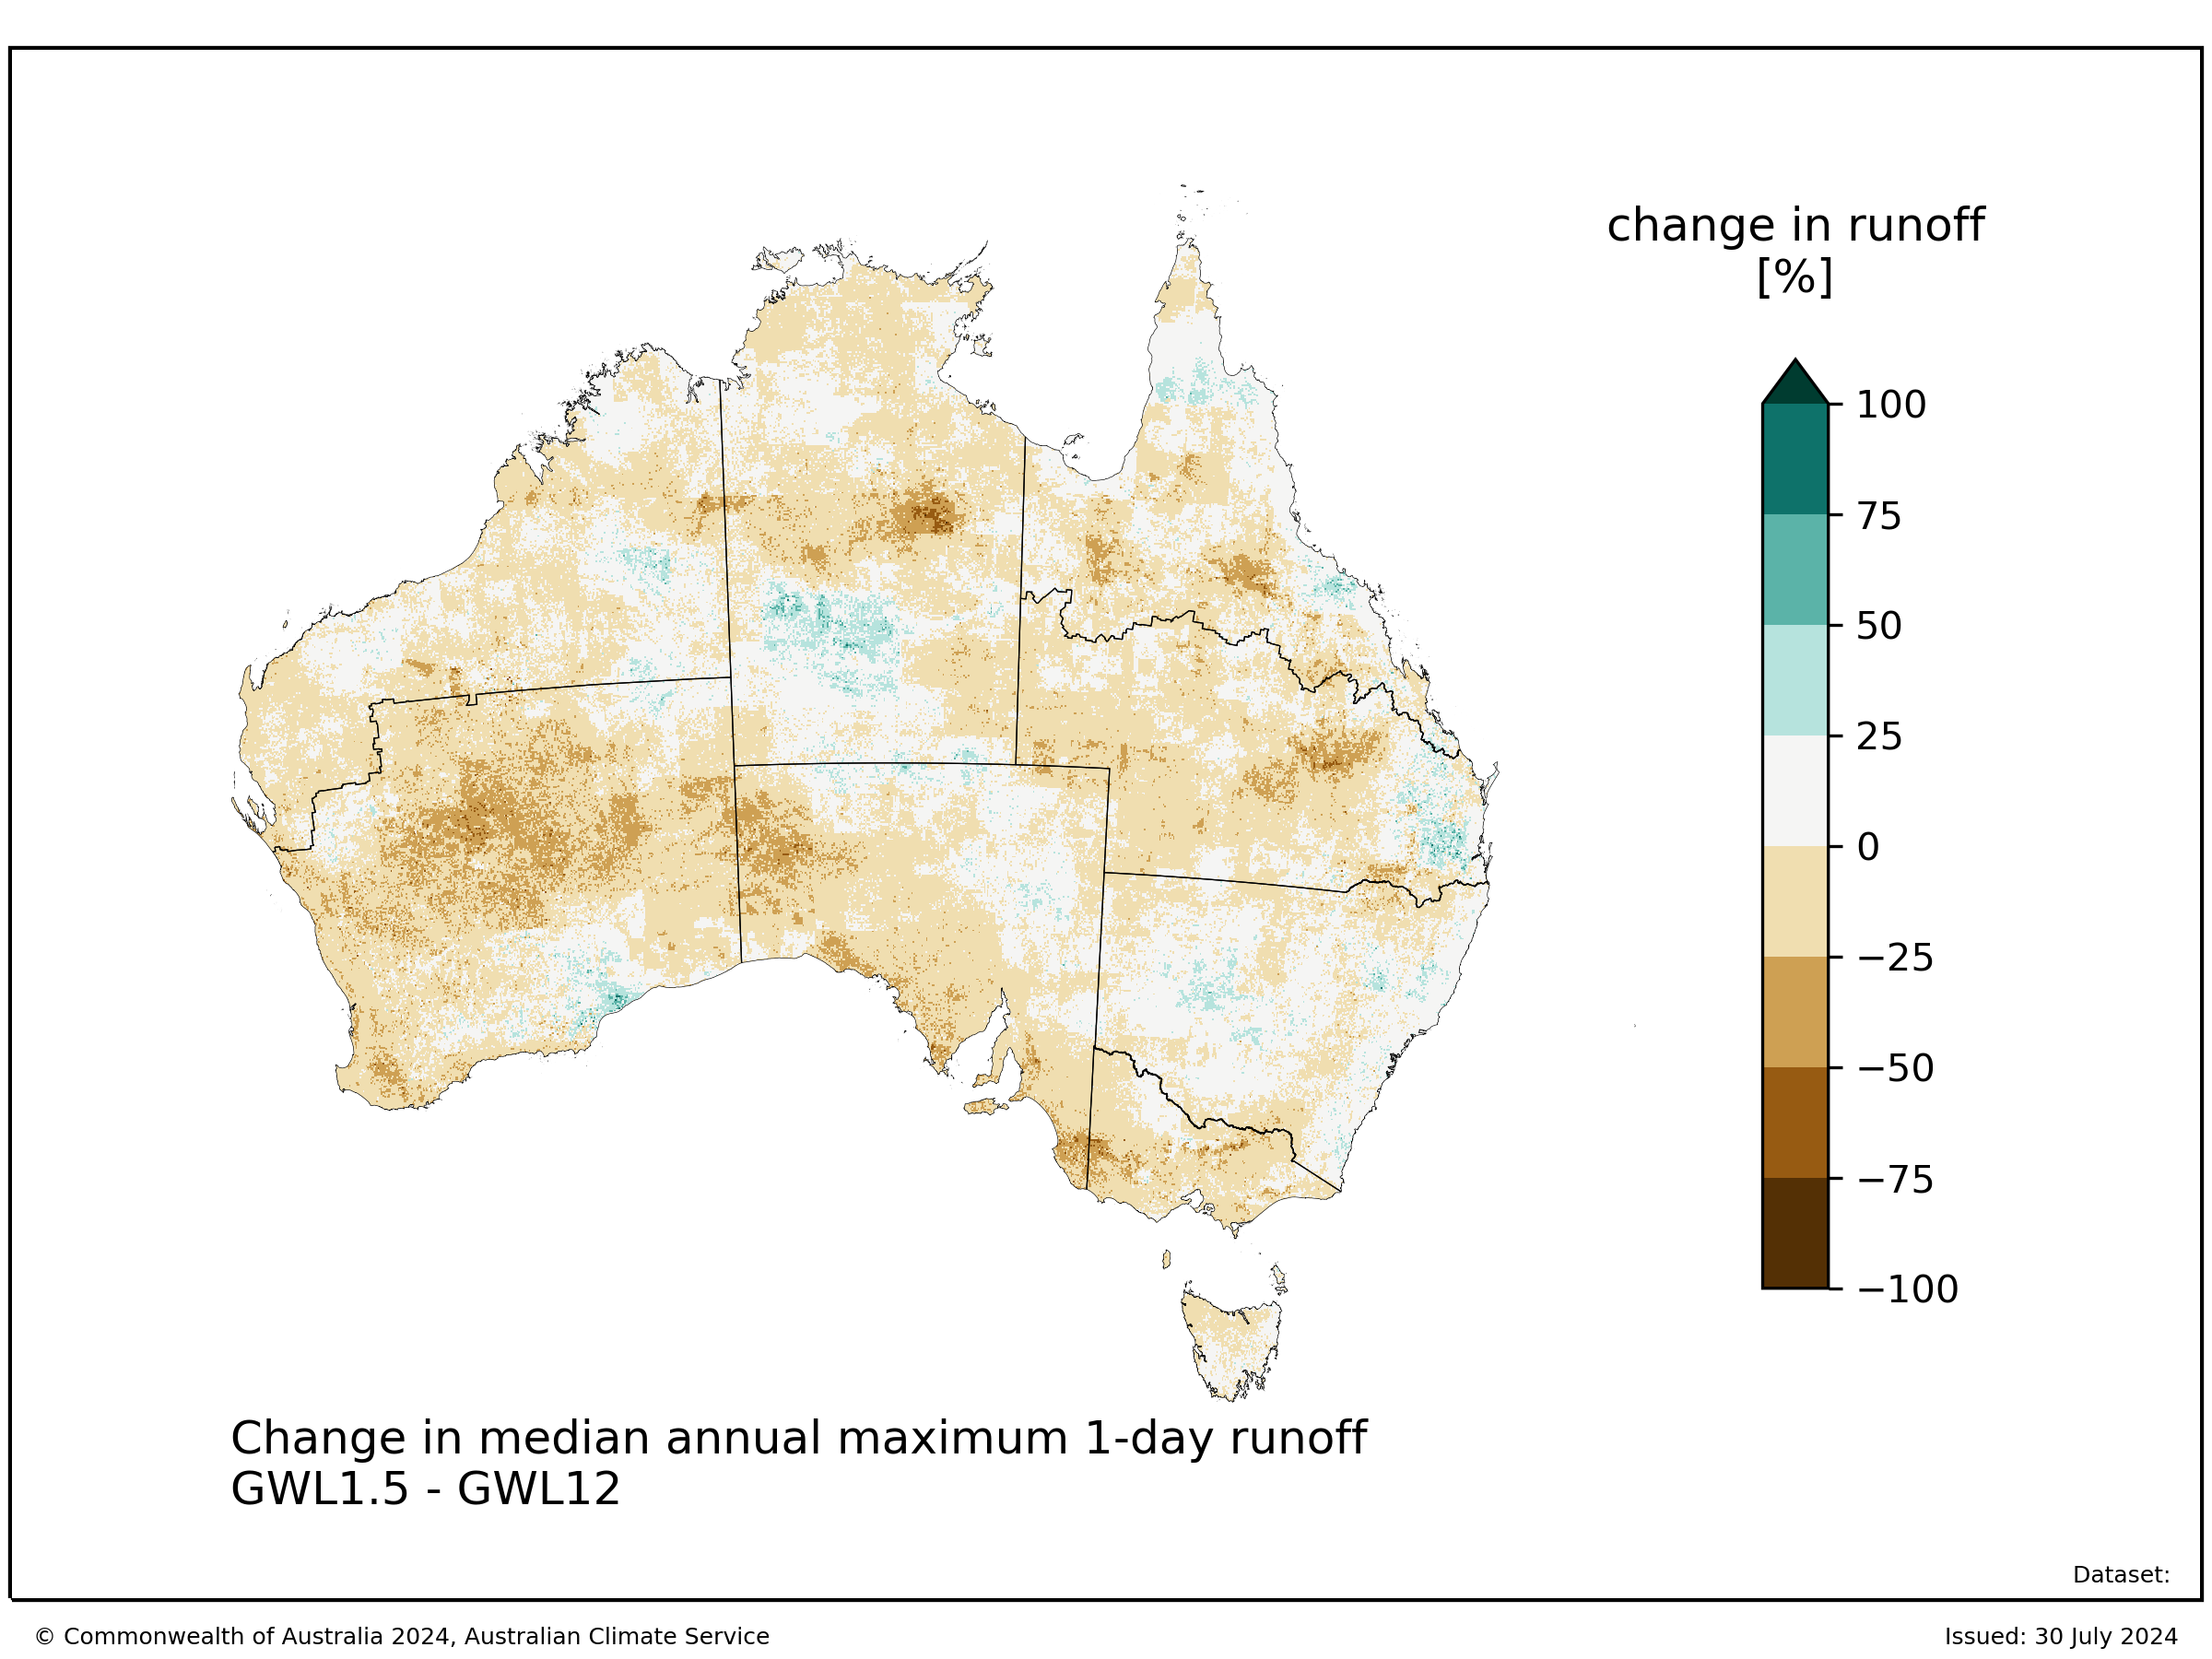 change in runoff
[%]
100
75
50
25
0
−25
−50
−75
−100
Change in median annual maximum 1-day runoff
GWL1.5 - GWL12
Dataset:
© Commonwealth of Australia 2024, Australian Climate Service
Issued: 30 July 2024